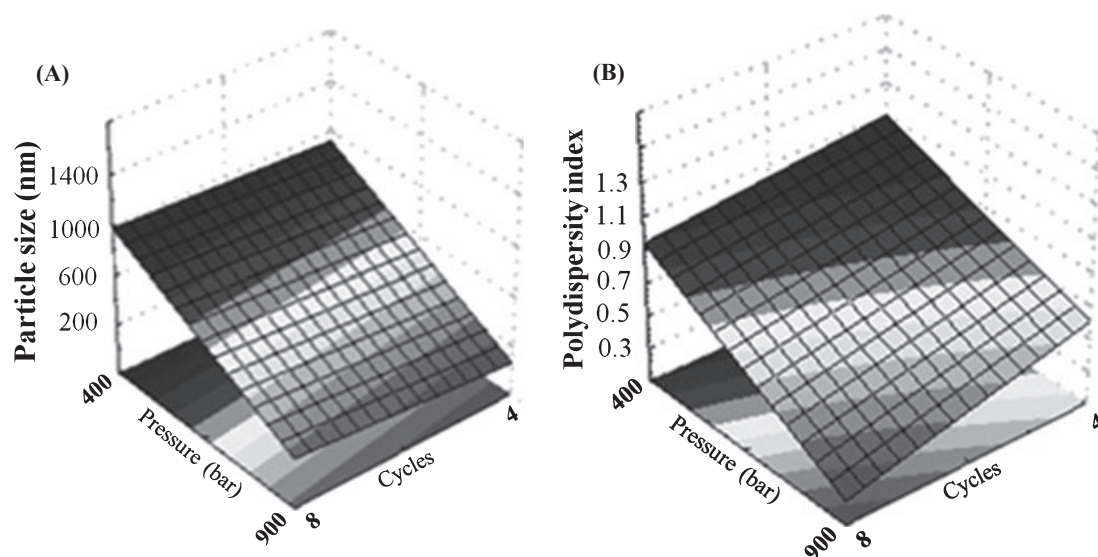 (A)
Particle size (nm)
1400
1000
600
200
400
Pressure (bar)
900
8
Cycles
4
(B)
Polydispersity index
1.3
1.1
0.9
0.7
0.5
0.3
400
Pressure (bar)
900
8
Cycles
4